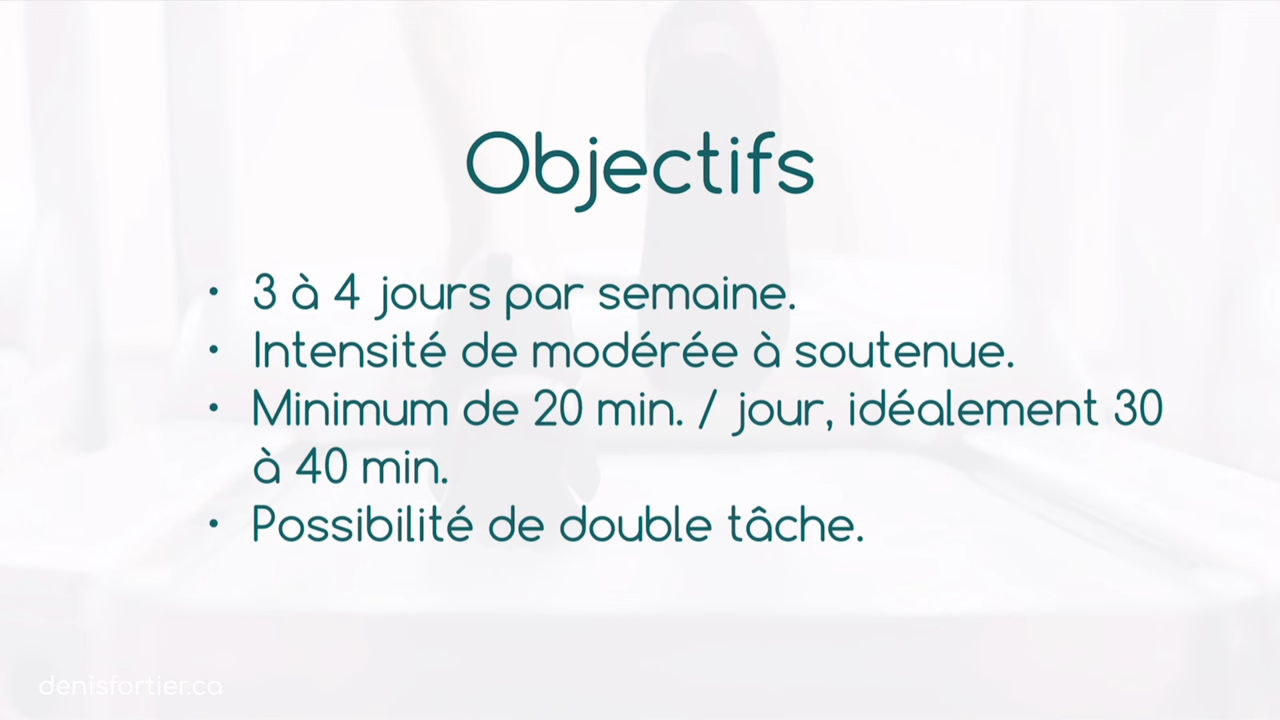 Objectifs
• 3 à 4 jours par semaine.
• Intensité de modérée à soutenue.
• Minimum de 20 min. / jour, idéalement 30
à 40 min.
• Possibilité de double tâche.
denisfortier.ca